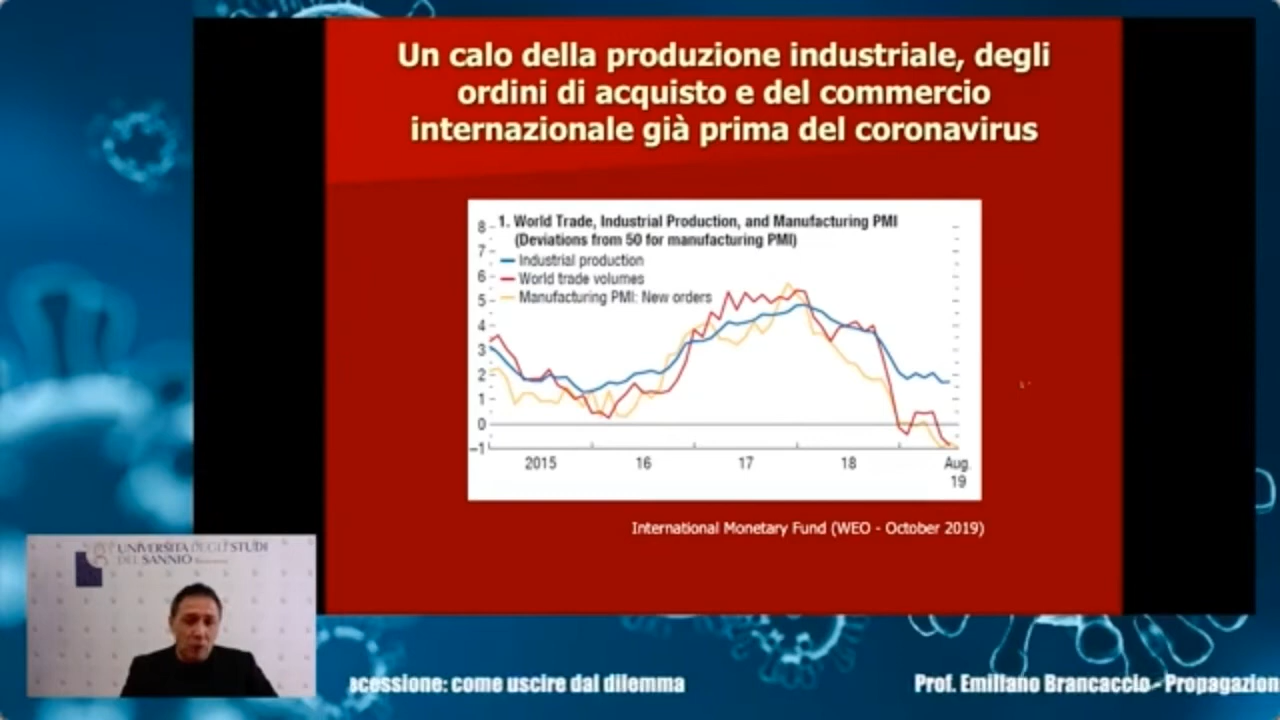 Un calo della produzione industriale, degli
ordini di acquisto e del commercio
internazionale già prima del coronavirus
1. World Trade, Industrial Production, and Manufacturing PMI
(Deviations from 50 for manufacturing PMI)
Industrial production
World trade volumes
Manufacturing PMI: New orders
8
7
6
5
4
3
2
1
0
−1
2015 16 17 18 Aug.
19
International Monetary Fund (WEO - October 2019)
UNIVERSITÀ DEGLI STUDI
DEL SANNIO
cessione: come uscire dal dilemma
Prof. Emiliano Brancaccio - Propagazion